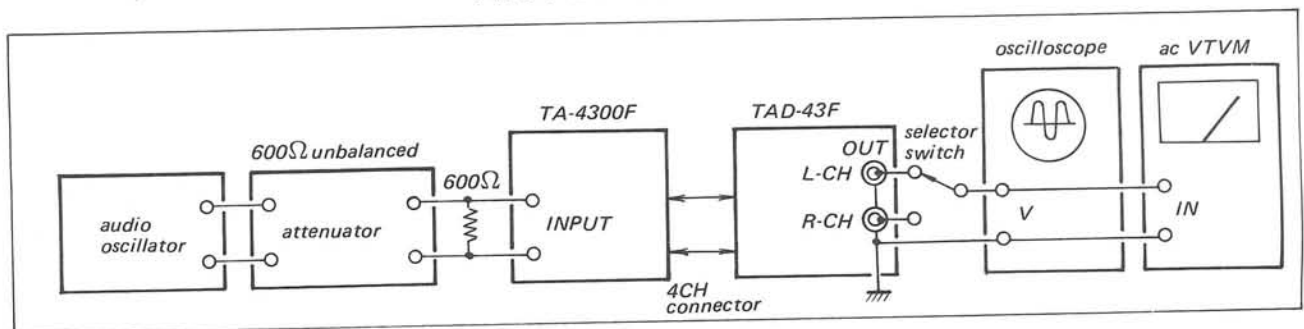 oscilloscope
ac VTVM
TA-4300F
TAD-43F
600Ω unbalanced
600Ω
OUT
selector
switch
L-CH
R-CH
audio
oscillator
attenuator
INPUT
V
IN
4CH
connector